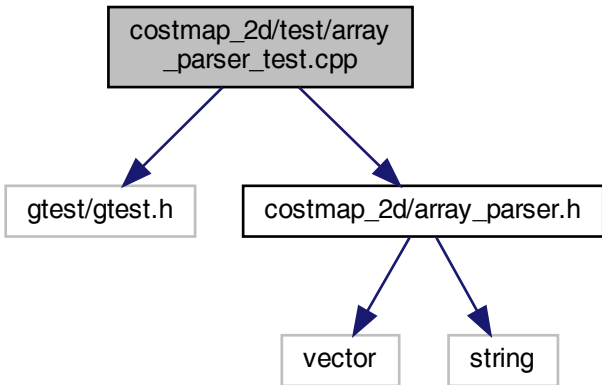 costmap_2d/test/array
_parser_test.cpp
gtest/gtest.h
costmap_2d/array_parser.h
vector
string